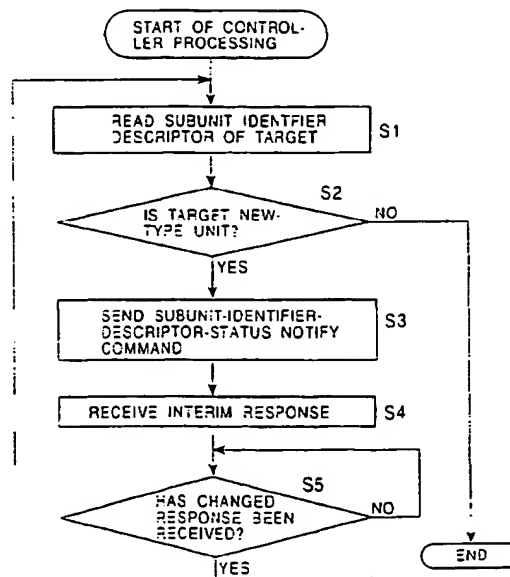 START OF CONTROL-
LER PROCESSING
READ SUBUNIT IDENTFIER
DESCRIPTOR OF TARGET
S1
S2
IS TARGET NEW-
TYPE UNIT?
NO
YES
SEND SUBUNIT-IDENTIFIER-
DESCRIPTOR-STATUS NOTIFY
COMMAND
S3
RECEIVE INTERIM RESPONSE
S4
S5
HAS CHANGED
RESPONSE BEEN
RECEIVED?
NO
YES
END